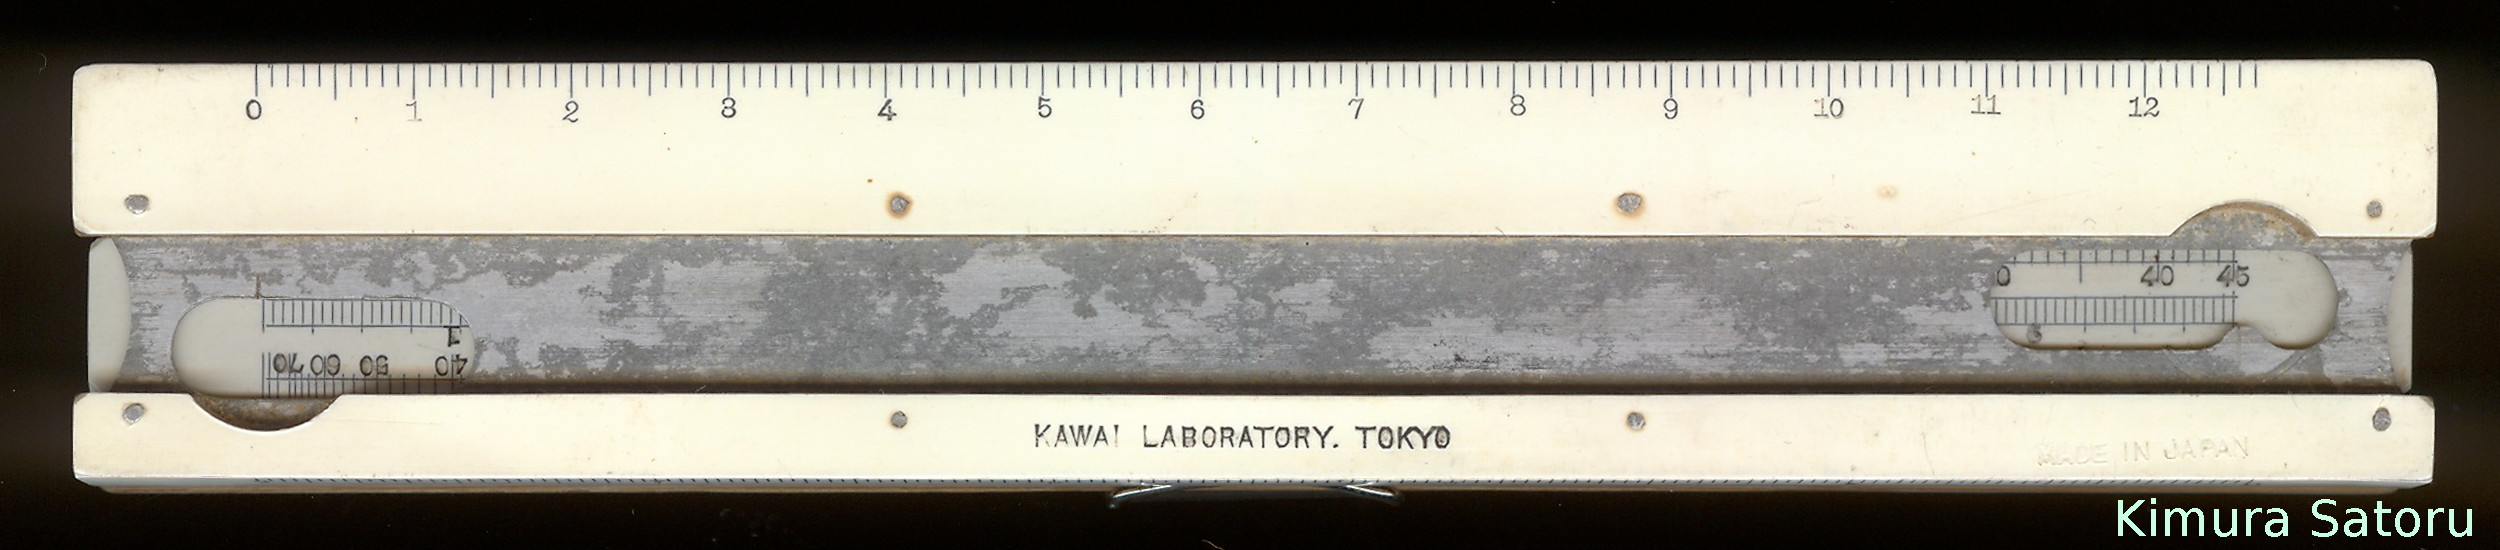 0 1 2 3 4 5 6 7 8 9 10 11 12
0 40 45
6
1
70 60 50 40
KAWAI LABORATORY. TOKYO
MADE IN JAPAN
Kimura Satoru